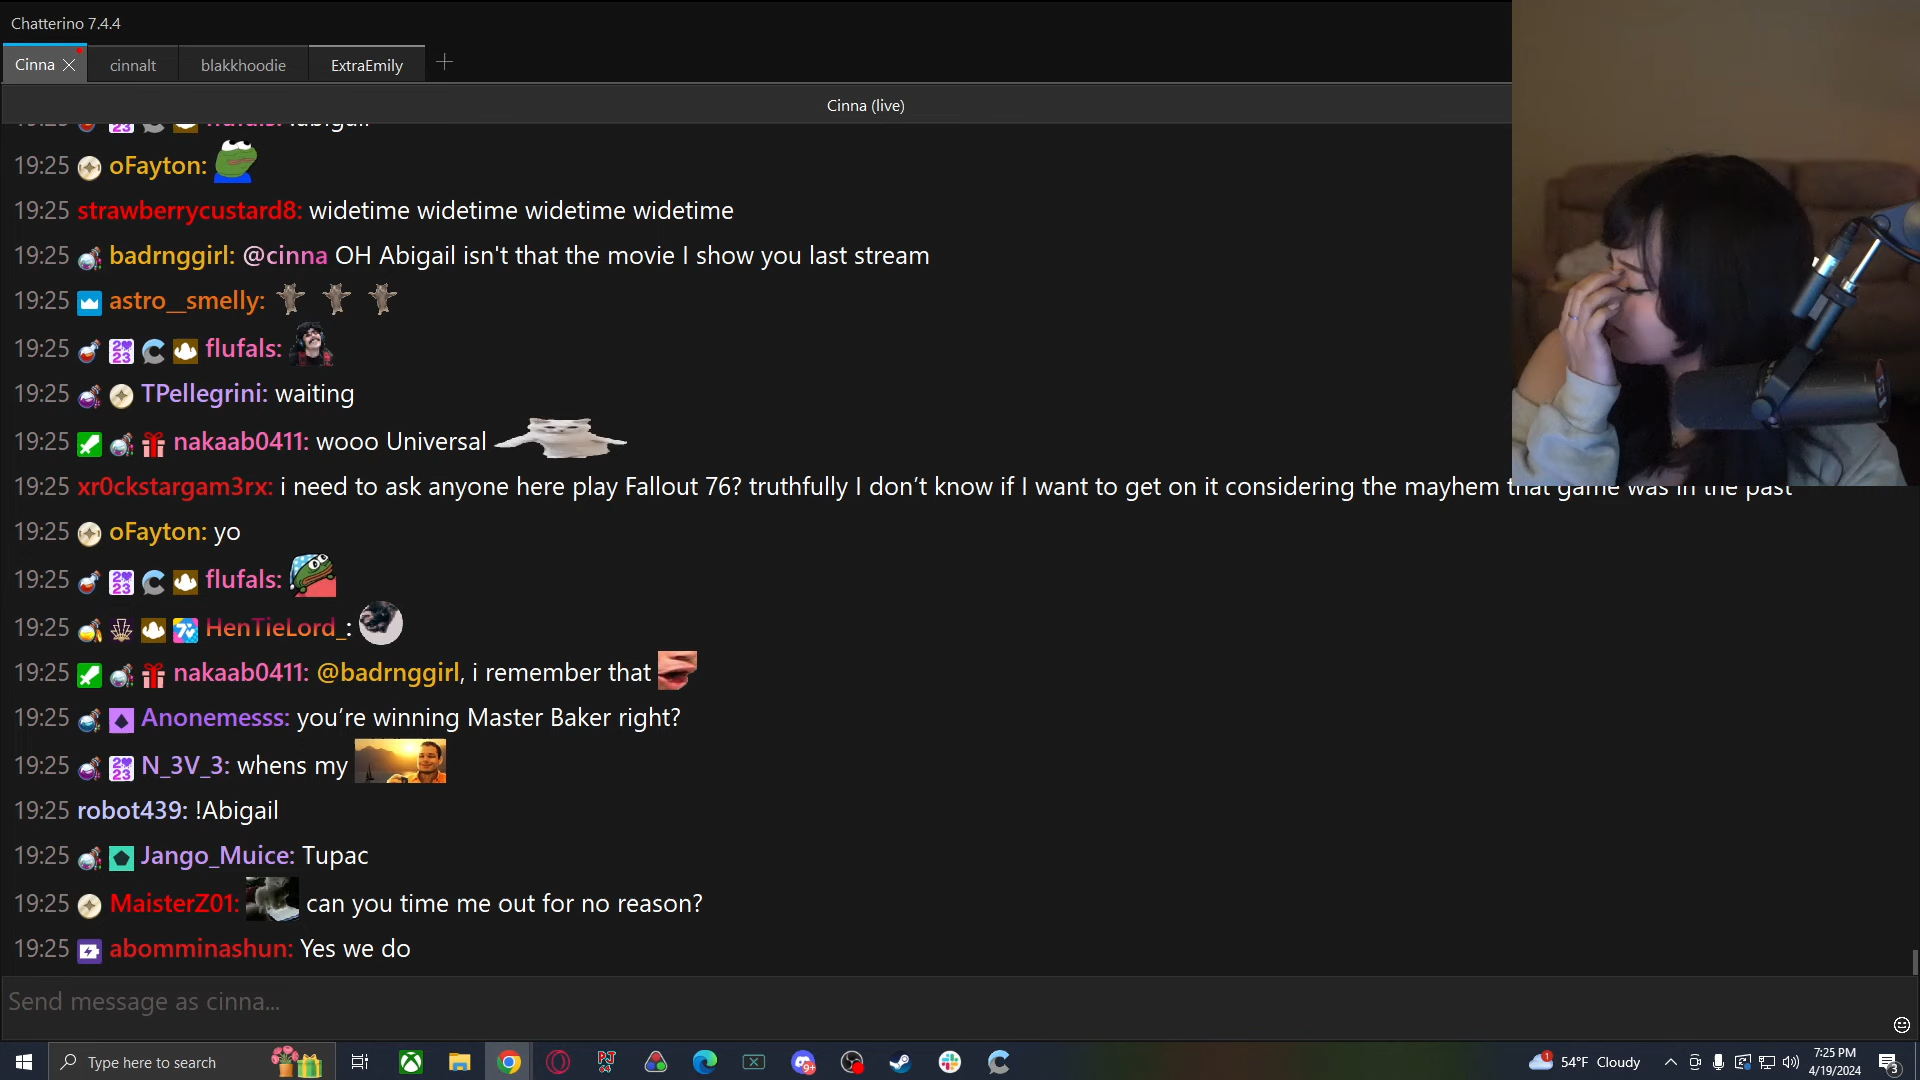 Chatterino 7.4.4
Cinna
cinnalt
blakkhoodie
ExtraEmily
Cinna (live)
19:25 oFayton:
19:25 strawberrycustard8: widetime widetime widetime widetime
19:25 badrnggirl: @cinna OH Abigail isn't that the movie I show you last stream
19:25 astro__smelly:
19:25 flufals:
19:25 TPellegrini: waiting
19:25 nakaab0411: wooo Universal
19:25 xr0ckstargam3rx: i need to ask anyone here play Fallout 76? truthfully I don’t know if I want to get on it considering the mayhem that game was in the past
19:25 oFayton: yo
19:25 flufals:
19:25 HenTieLord_:
19:25 nakaab0411: @badrnggirl, i remember that
19:25 Anonemesss: you’re winning Master Baker right?
19:25 N_3V_3: whens my
19:25 robot439: !Abigail
19:25 Jango_Muice: Tupac
19:25 MaisterZ01: can you time me out for no reason?
19:25 abomminashun: Yes we do
Send message as cinna...
Type here to search
54°F Cloudy
7:25 PM
4/19/2024